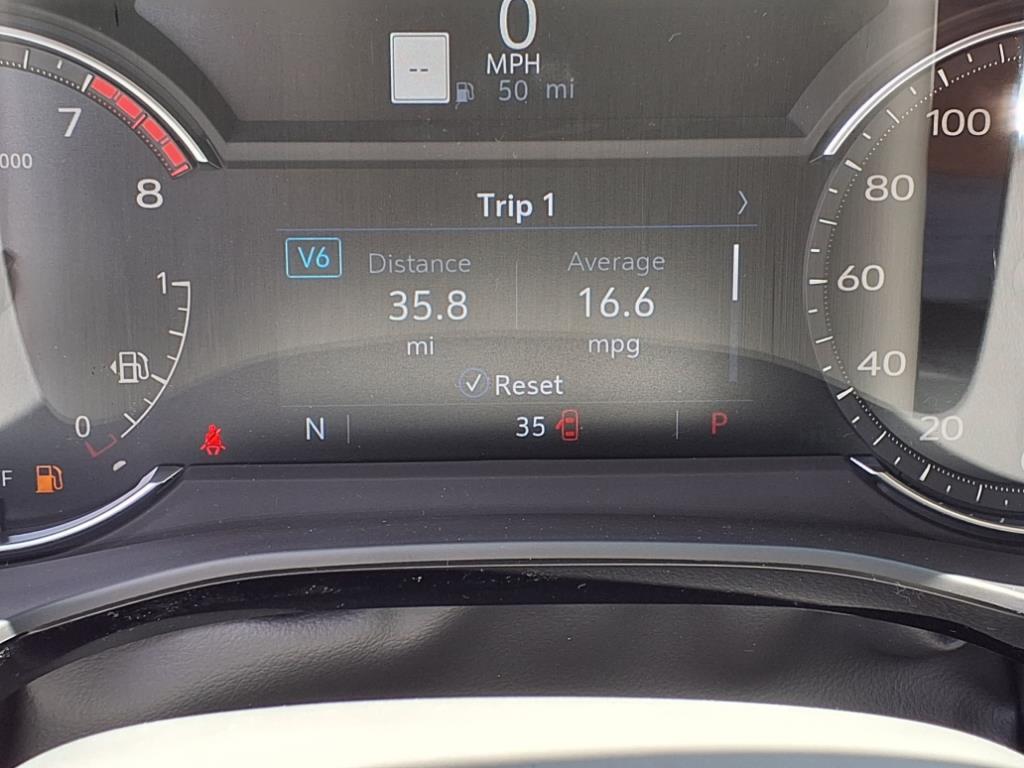 0
--
MPH
50 mi
7
000
8
100
80
60
40
20
Trip 1
V6
Distance
Average
35.8
16.6
mi
mpg
Reset
1
0
F
N
35
P